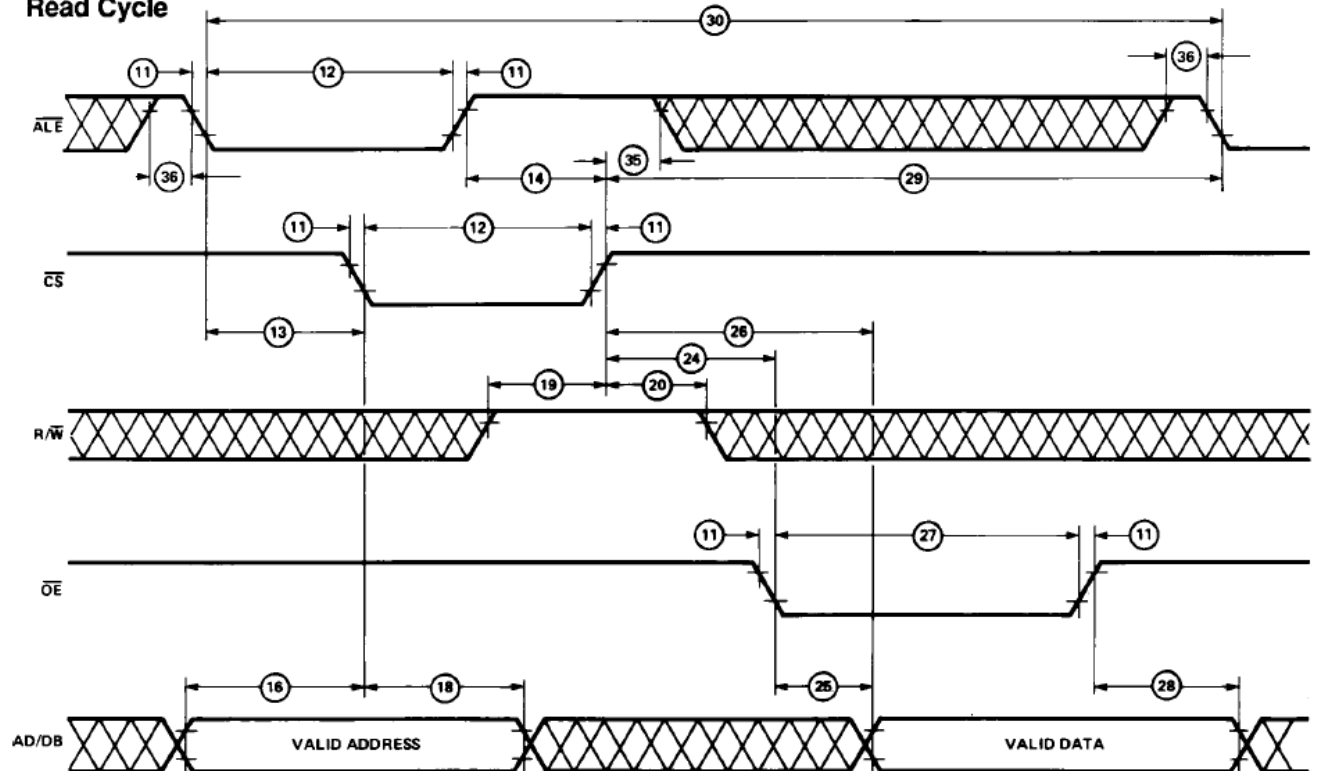 Read Cycle
30
11 12 11 36
ALE
36 14 35 29
11 12 11
CS
13 26
24
19 20
R/W
11 27 11
OE
16 18 25 28
AD/DB VALID ADDRESS VALID DATA